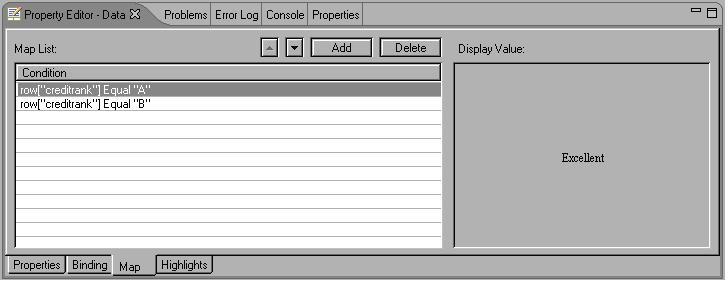 Property Editor - Data Problems Error Log Console Properties
Map List: Add Delete Display Value:
Condition
row["creditrank"] Equal "A"
row["creditrank"] Equal "B"
Excellent
Properties Binding Map Highlights